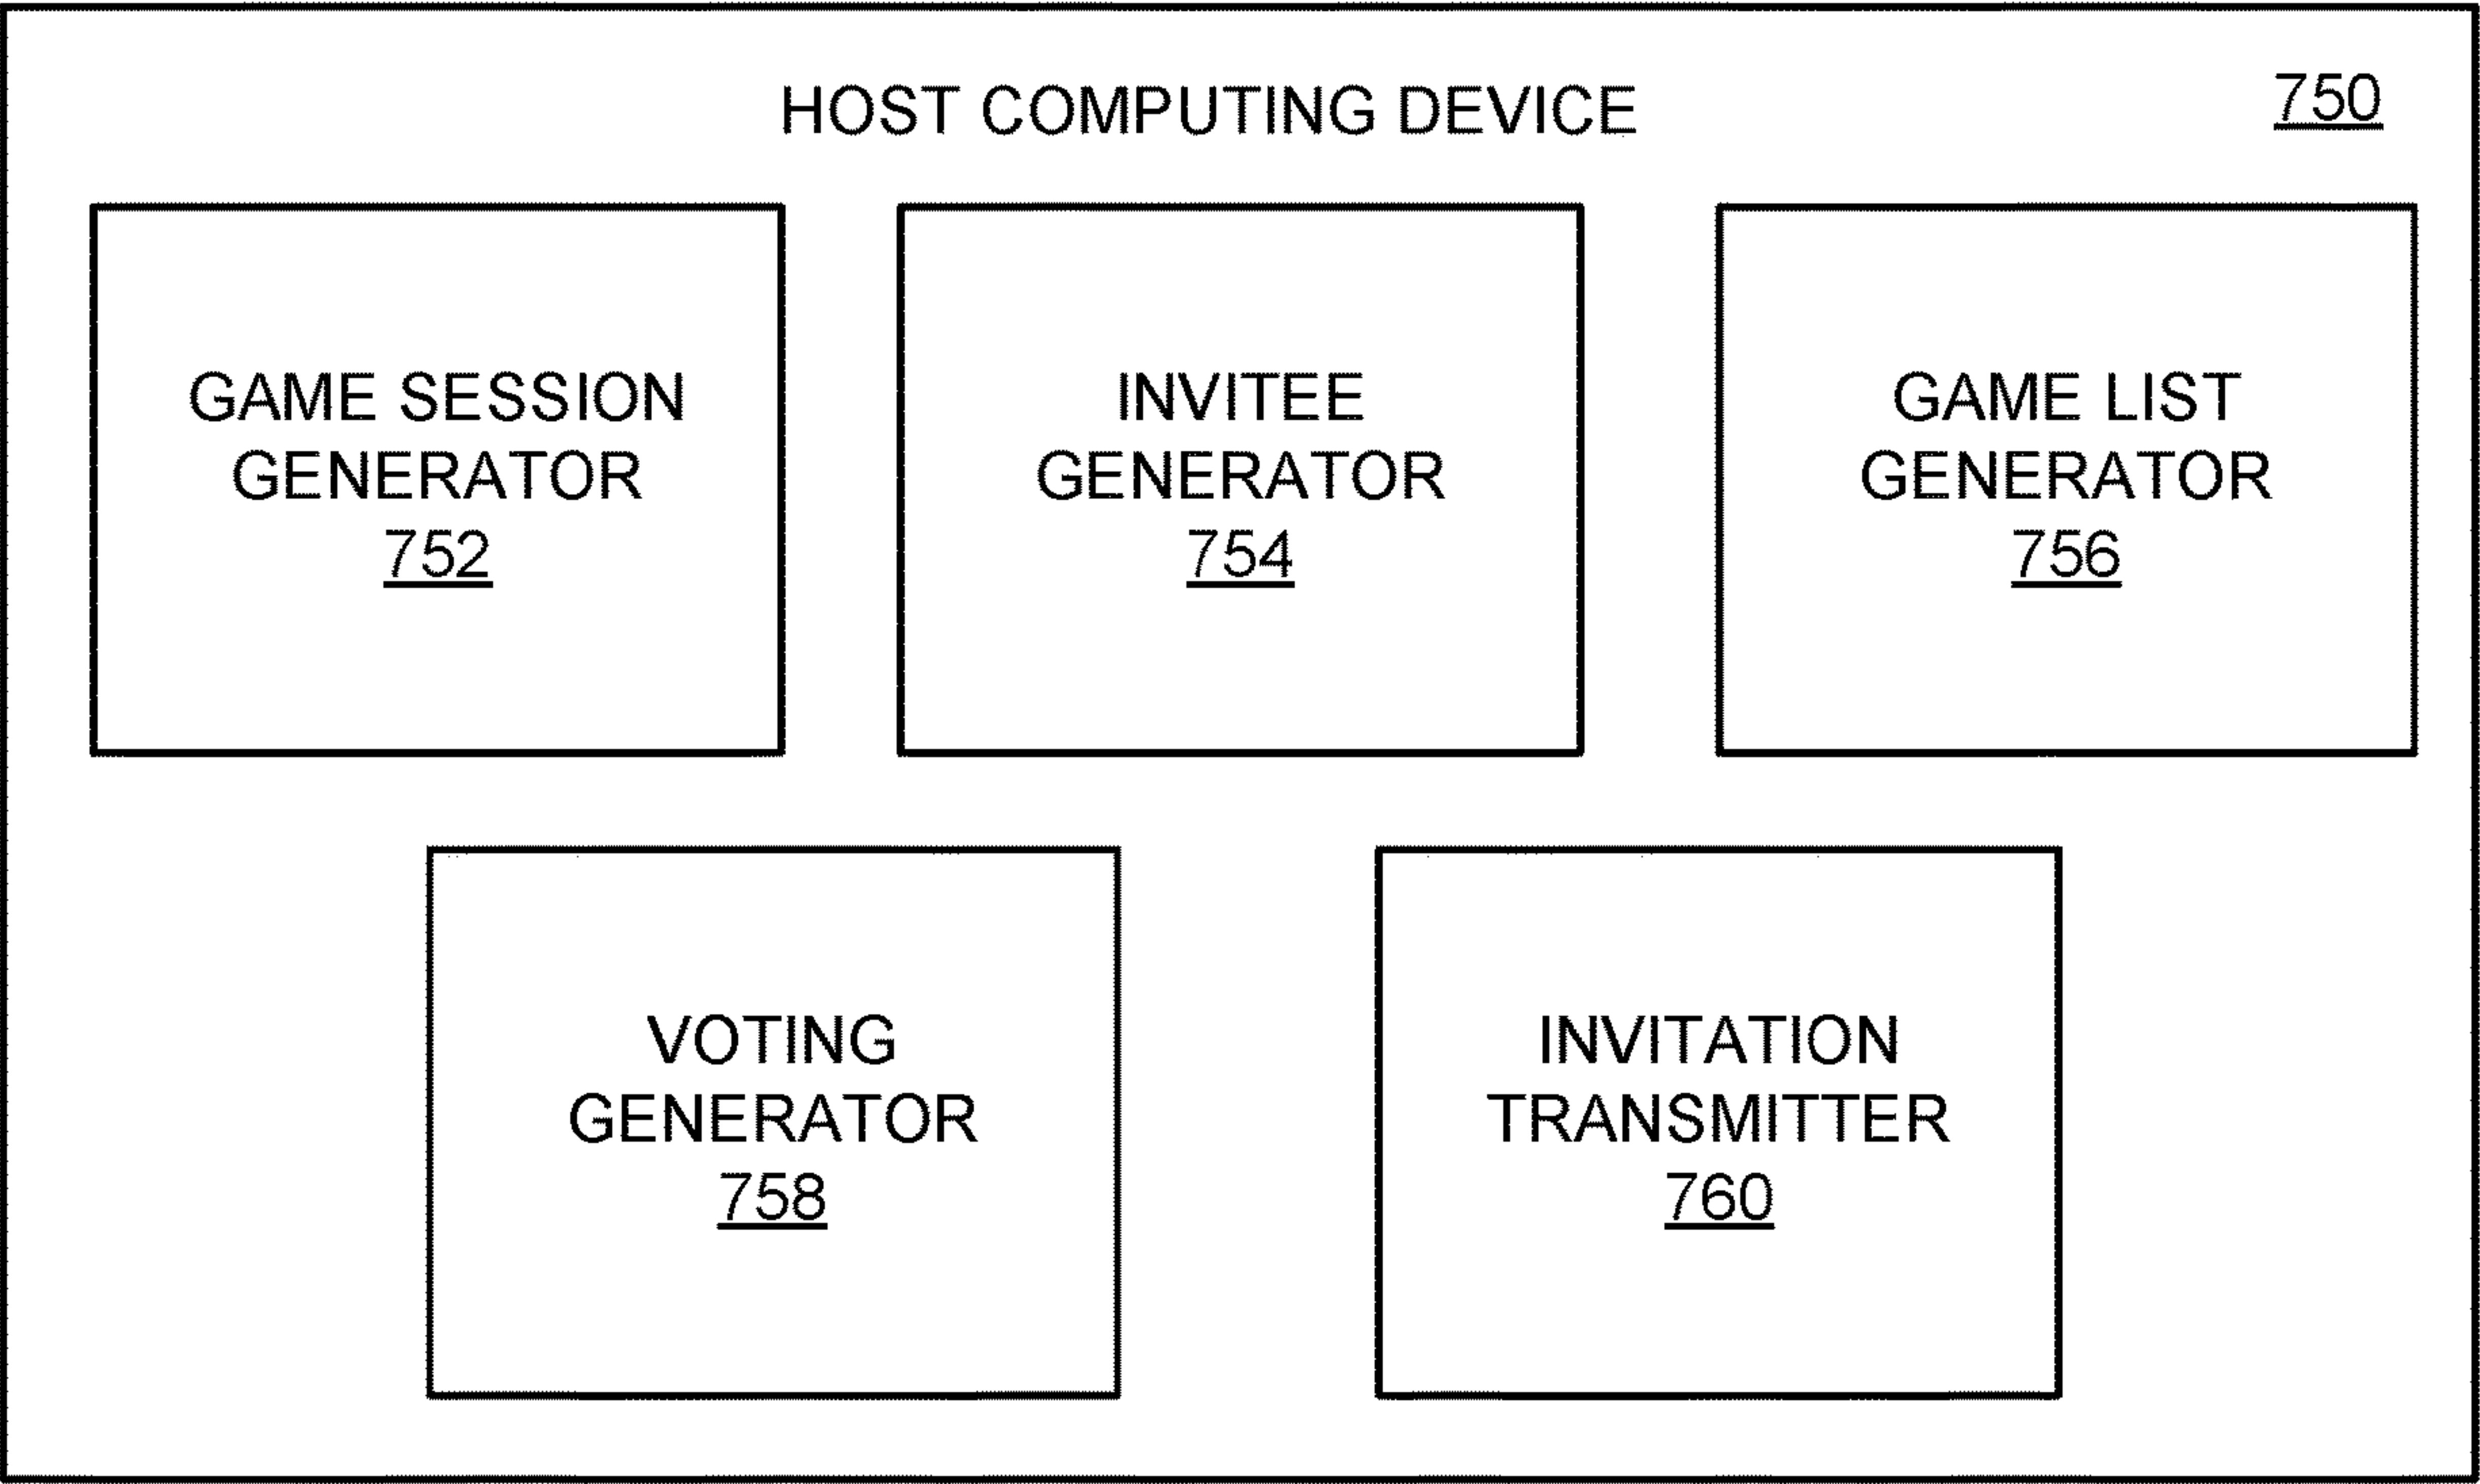 HOST COMPUTING DEVICE
750
GAME SESSION
GENERATOR
752
INVITEE
GENERATOR
754
GAME LIST
GENERATOR
756
VOTING
GENERATOR
758
INVITATION
TRANSMITTER
760